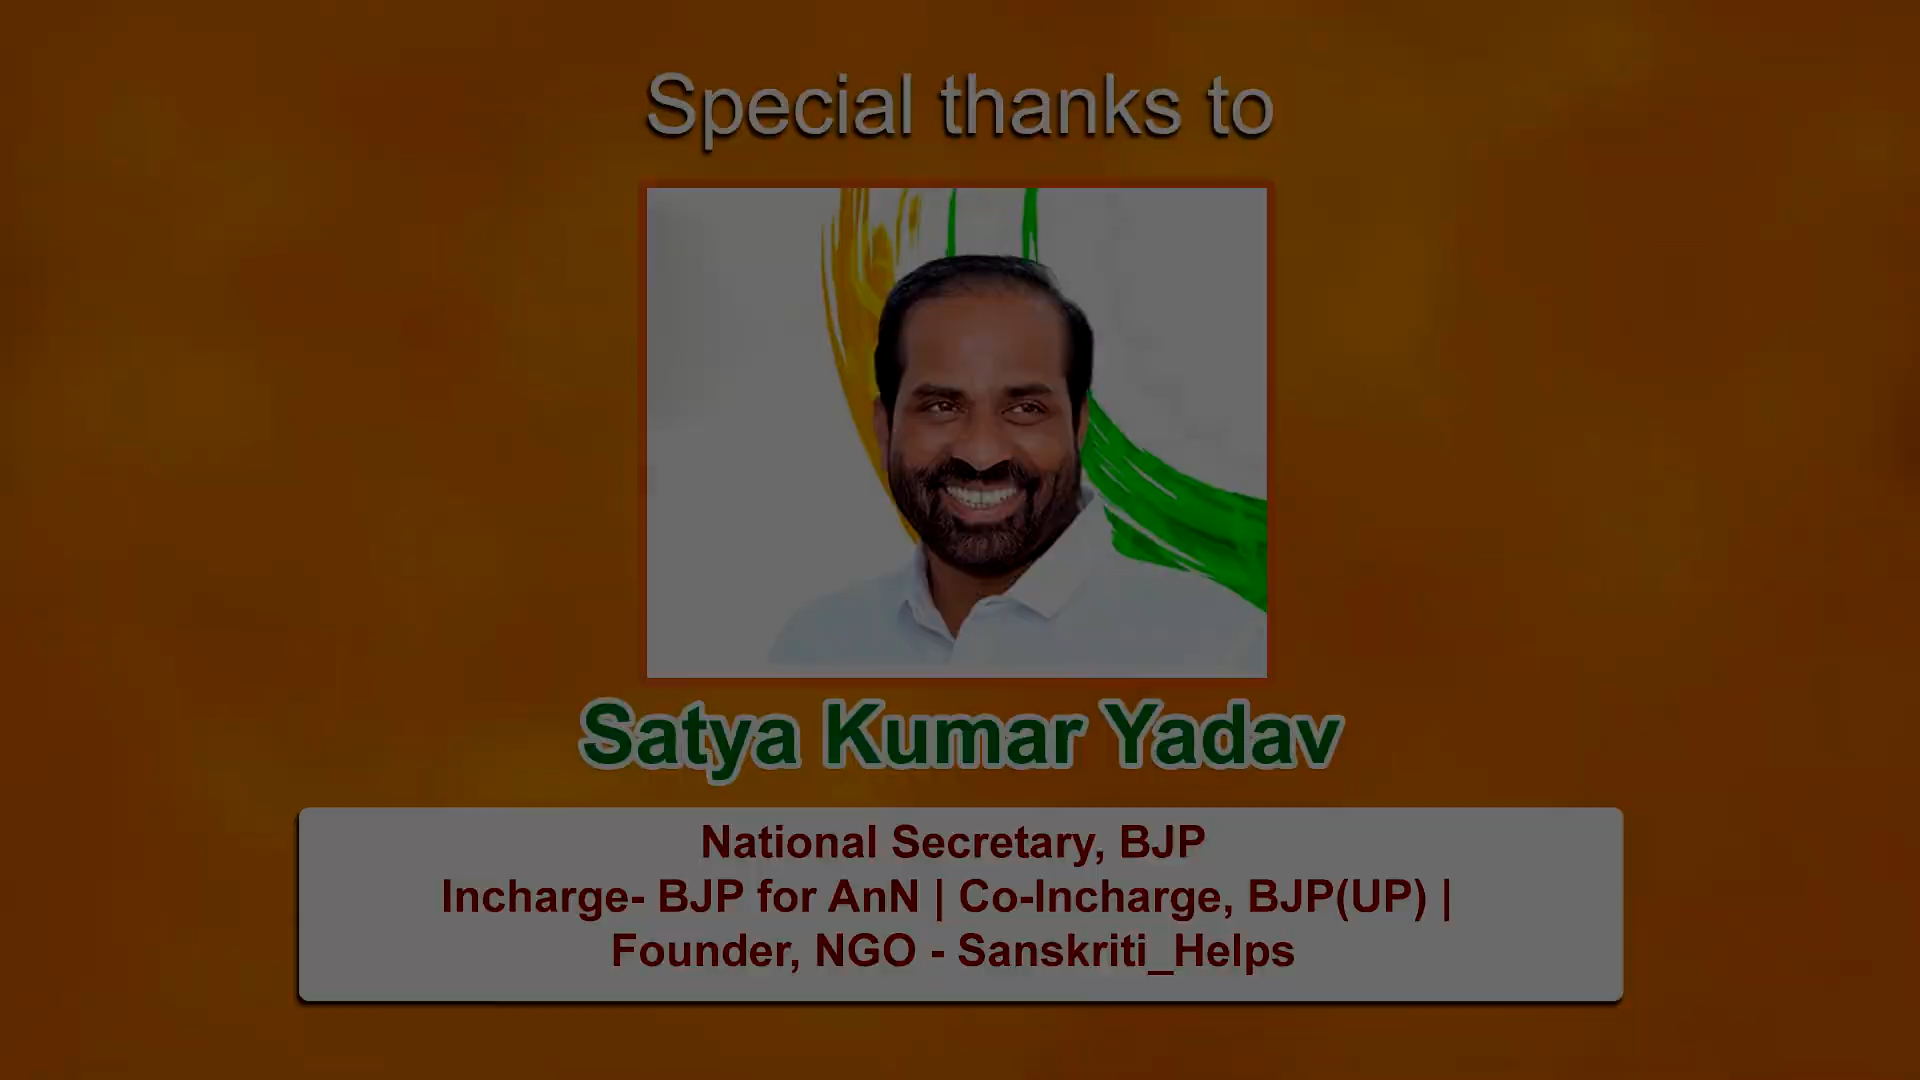 Special thanks to
Satya Kumar Yadav
National Secretary, BJP
Incharge- BJP for AnN | Co-Incharge, BJP(UP) |
Founder, NGO - Sanskriti_Helps